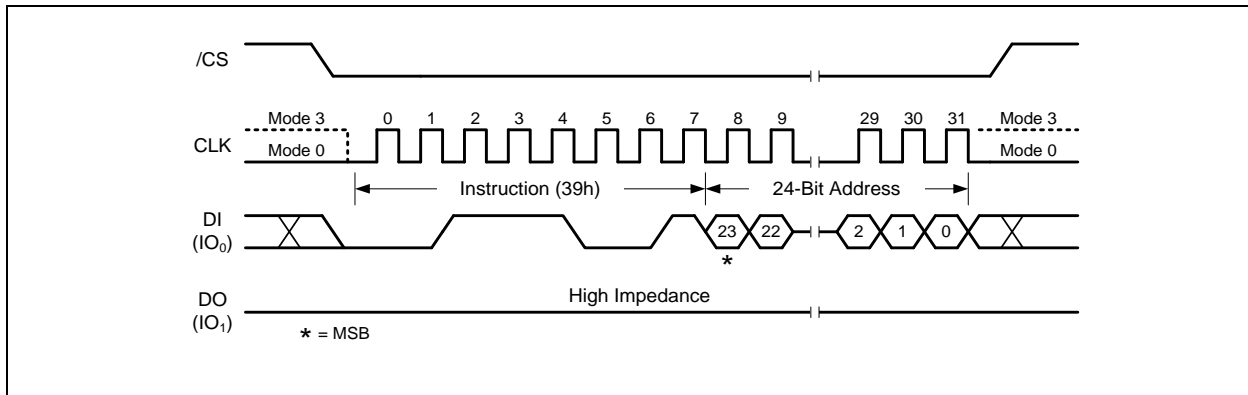 /CS
Mode 3 0 1 2 3 4 5 6 7 8 9 29 30 31 Mode 3
CLK
Mode 0 Mode 0
Instruction (39h) 24-Bit Address
DI
(IO₀)
23 22 2 1 0
*
High Impedance
DO
(IO₁)
* = MSB